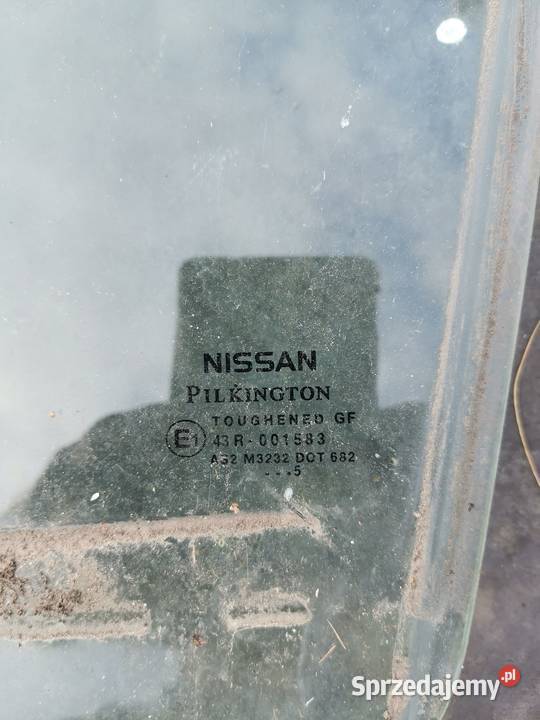 NISSAN
PILKINGTON
TOUGHENED GF
E1 43R-001583
AS2 M3232 DOT 682
---5
Sprzedajemy.pl